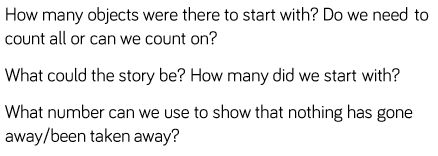 How many objects were there to start with? Do we need to
count all or can we count on?
What could the story be? How many did we start with?
What number can we use to show that nothing has gone
away/been taken away?